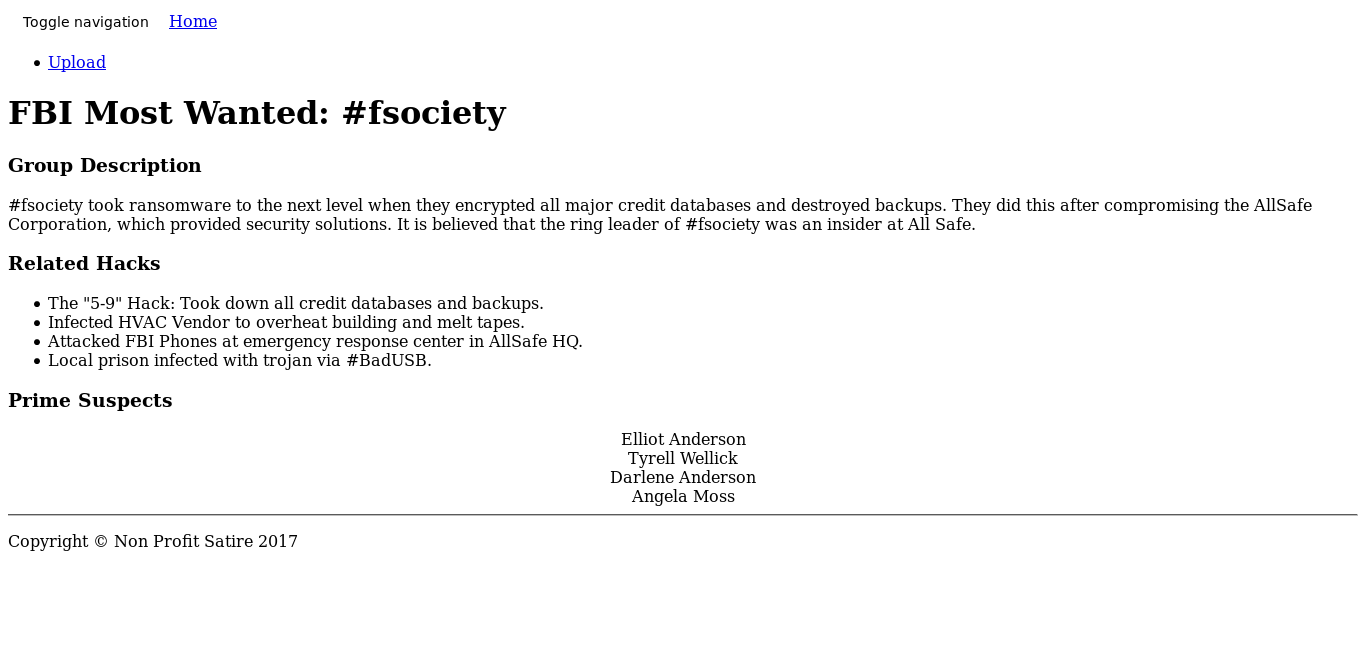 Toggle navigation Home
Upload
FBI Most Wanted: #fsociety
Group Description
#fsociety took ransomware to the next level when they encrypted all major credit databases and destroyed backups. They did this after compromising the AllSafe
Corporation, which provided security solutions. It is believed that the ring leader of #fsociety was an insider at All Safe.
Related Hacks
The "5-9" Hack: Took down all credit databases and backups.
Infected HVAC Vendor to overheat building and melt tapes.
Attacked FBI Phones at emergency response center in AllSafe HQ.
Local prison infected with trojan via #BadUSB.
Prime Suspects
Elliot Anderson
Tyrell Wellick
Darlene Anderson
Angela Moss
Copyright © Non Profit Satire 2017